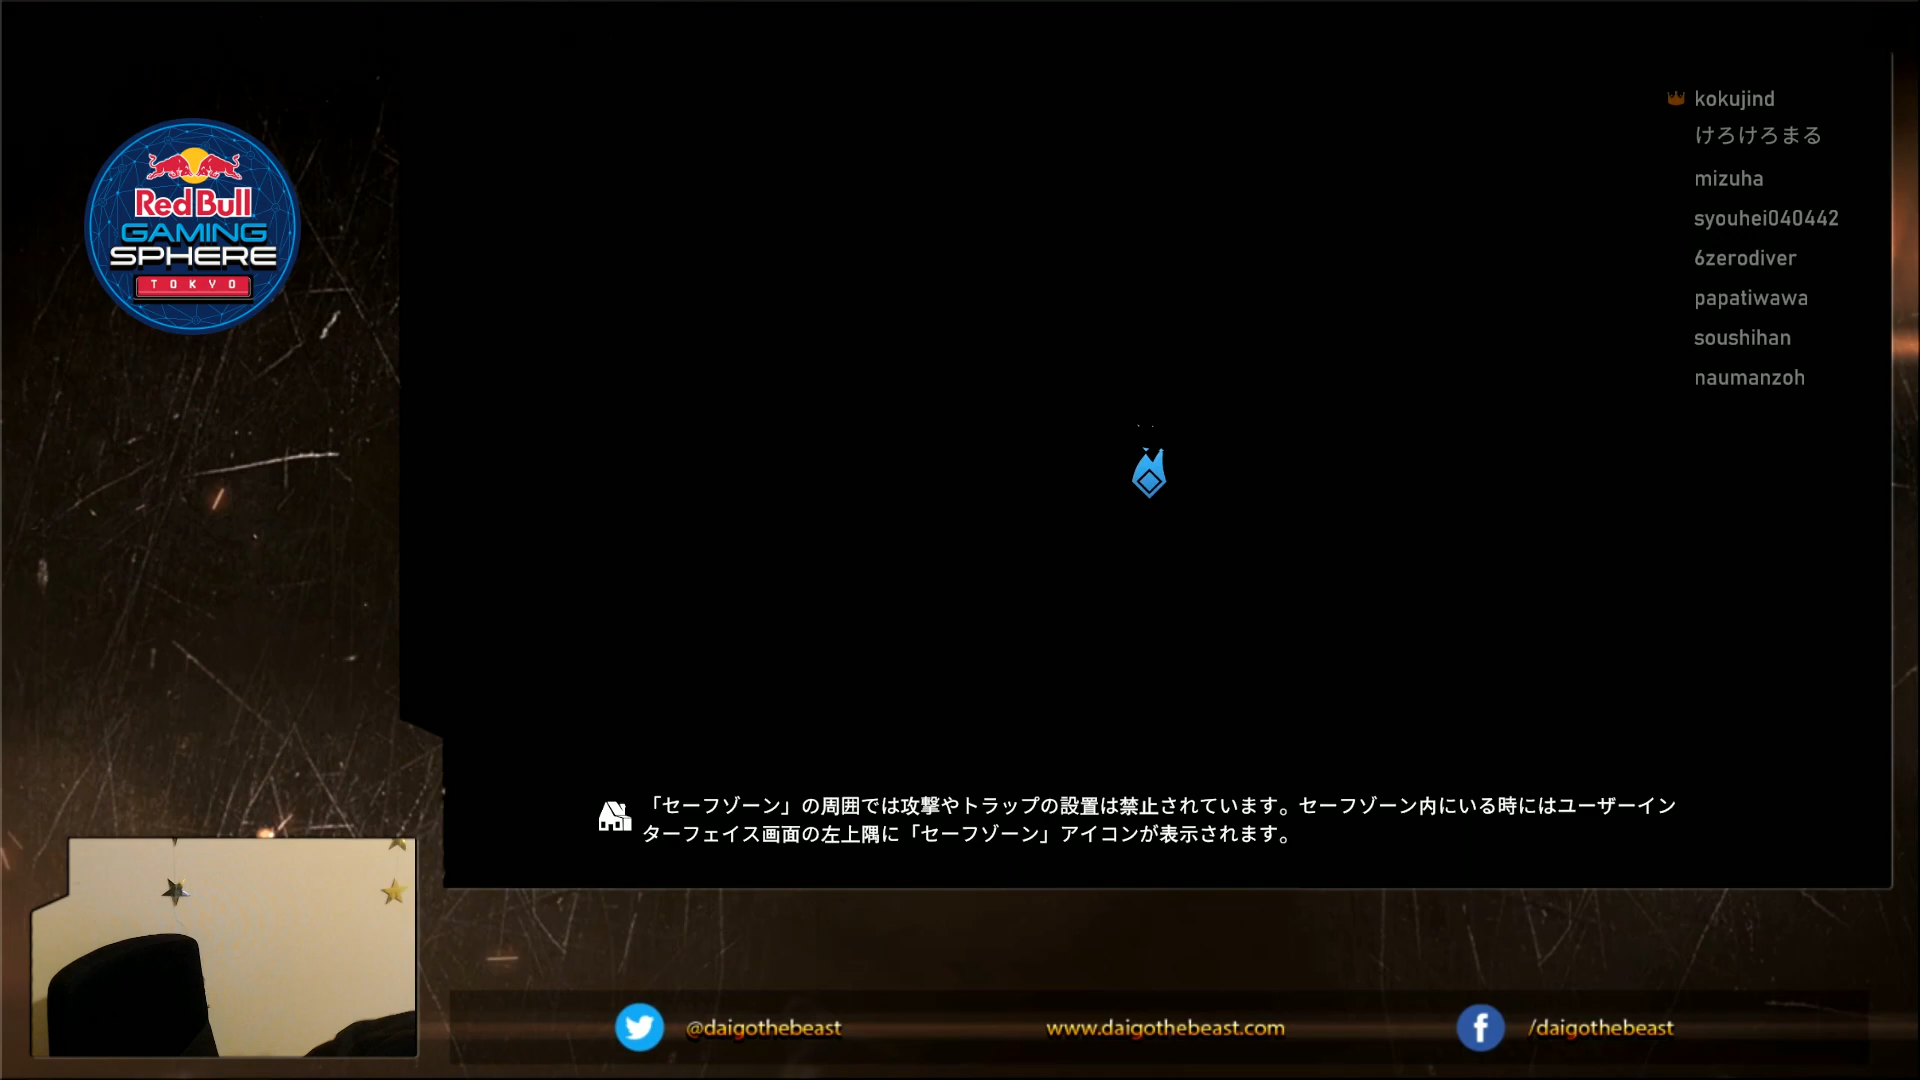 Red Bull
GAMING
SPHERE
TOKYO
kokujind
けろけろまる
mizuha
syouhei040442
6zerodiver
papatiwawa
soushihan
naumanzoh
「セーフゾーン」の周囲では攻撃やトラップの設置は禁止されています。セーフゾーン内にいる時にはユーザーイン
ターフェイス画面の左上隅に「セーフゾーン」アイコンが表示されます。
@daigothebeast
www.daigothebeast.com
/daigothebeast